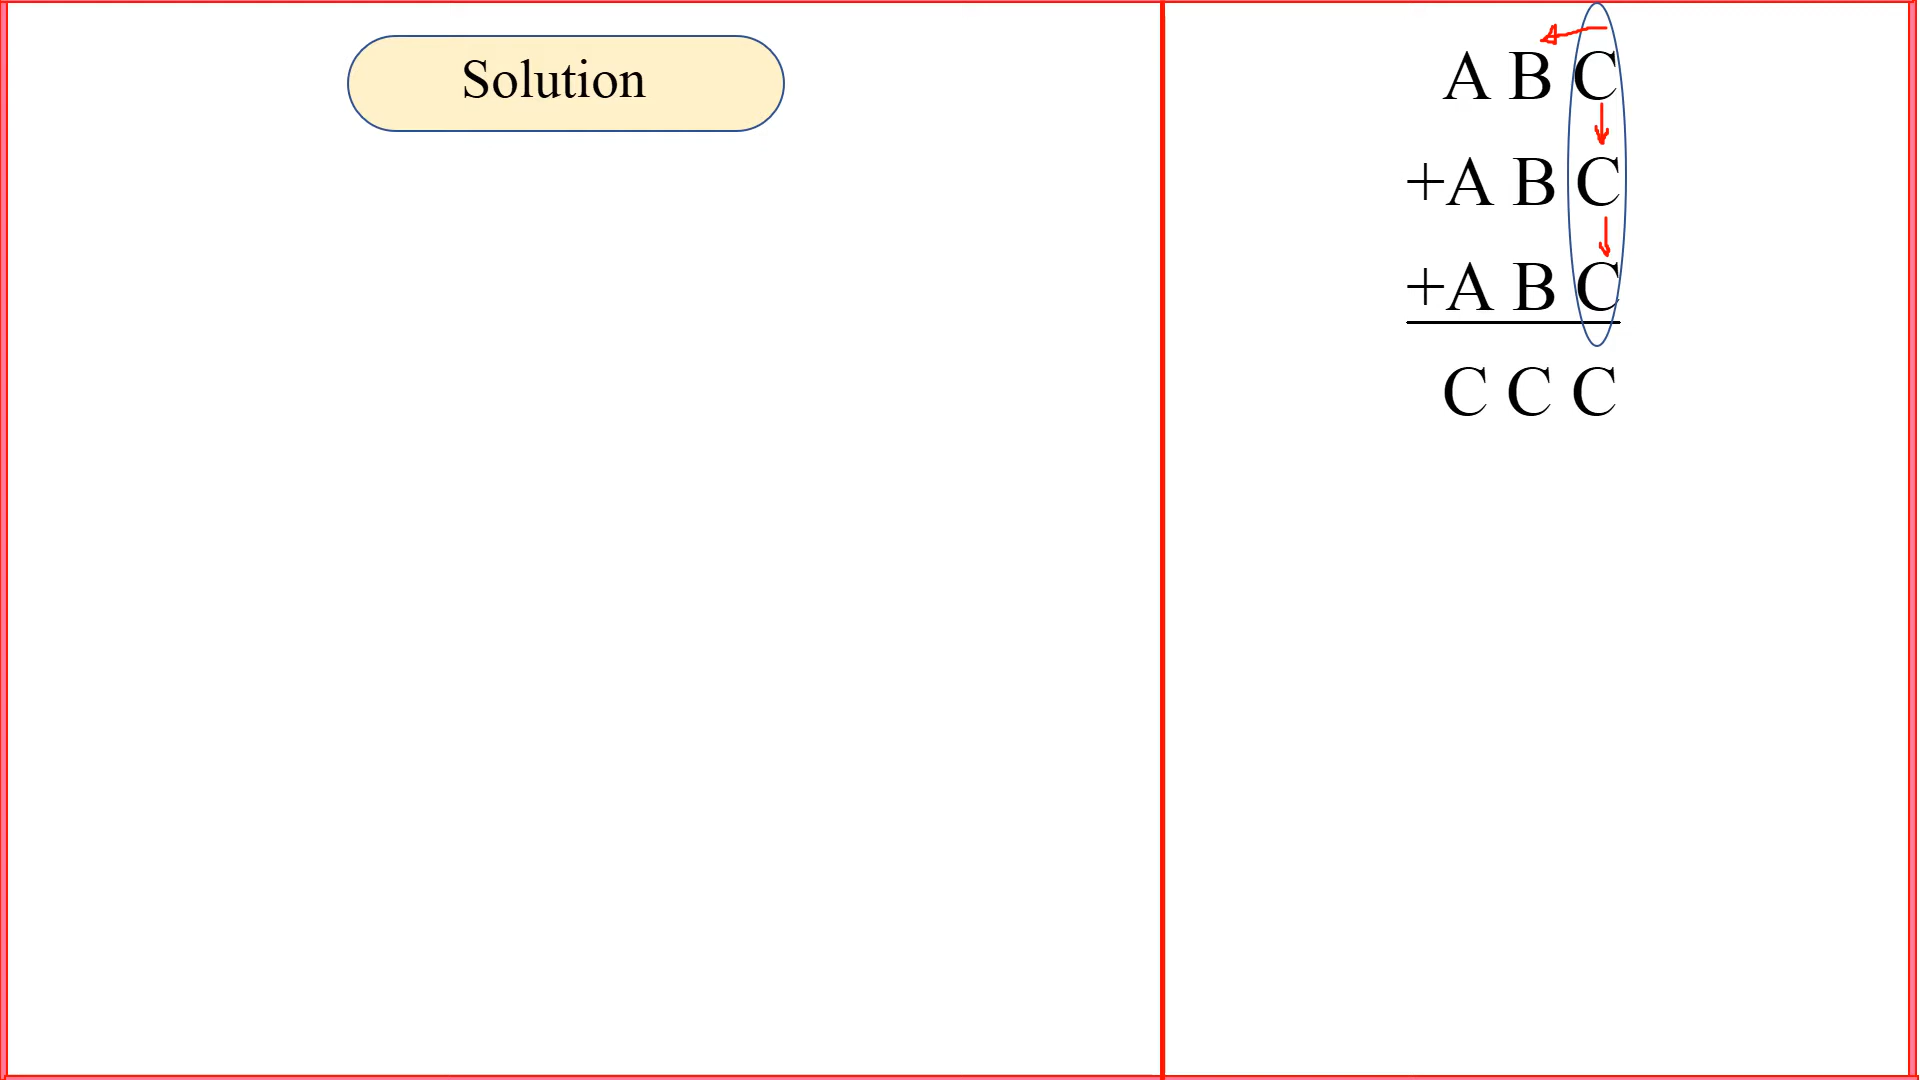 Solution
A B C
+A B C
+A B C
C C C